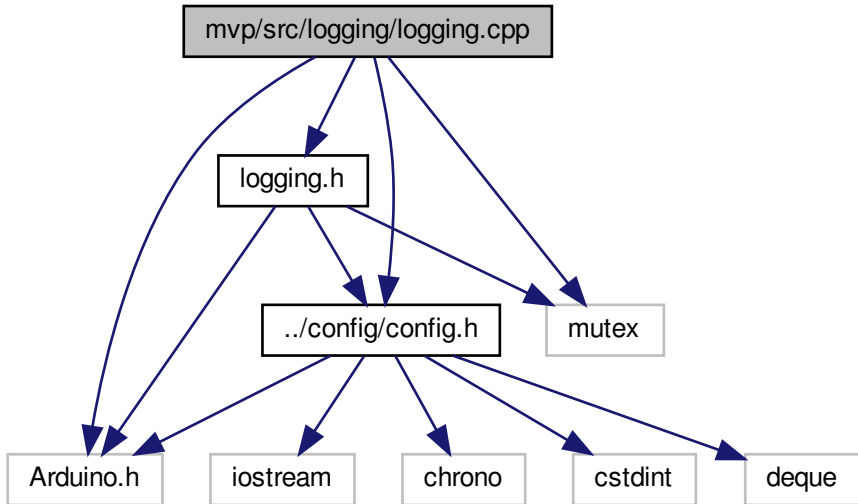 mvp/src/logging/logging.cpp
logging.h
../config/config.h
mutex
Arduino.h
iostream
chrono
cstdint
deque